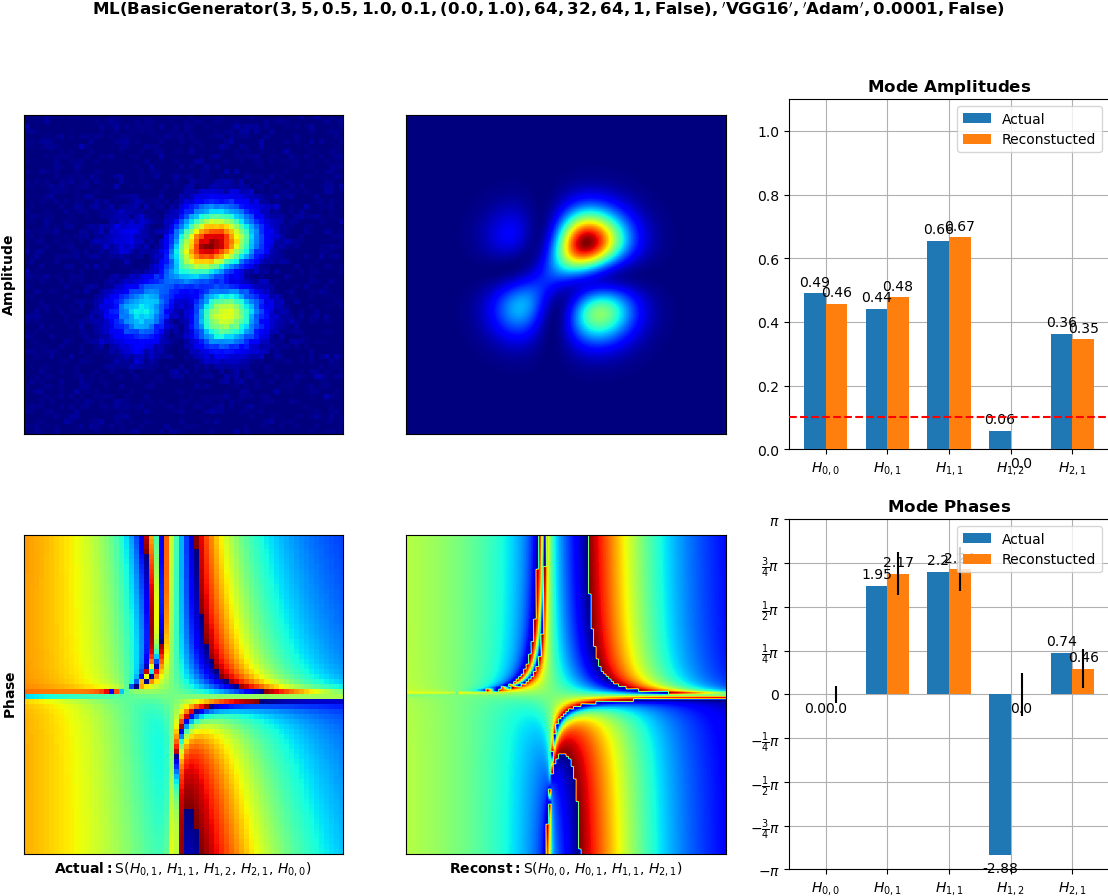 ML(BasicGenerator(3, 5, 0.5, 1.0, 0.1, (0.0, 1.0), 64, 32, 64, 1, False), 'VGG16', 'Adam', 0.0001, False)
Amplitude
Mode Amplitudes
Actual
Reconstucted
1.0
0.8
0.6
0.4
0.2
0.0
0.49
0.46
0.44
0.48
0.66
0.67
0.06
0.0
0.36
0.35
H0,0
H0,1
H1,1
H1,2
H2,1
Phase
Mode Phases
Actual
Reconstucted
π
3/4π
1/2π
1/4π
0
−1/4π
−1/2π
−3/4π
−π
0.0
0.0
1.95
2.17
2.2
0.0
-2.88
0.74
0.46
H0,0
H0,1
H1,1
H1,2
H2,1
Actual: S(H0,1, H1,1, H1,2, H2,1, H0,0)
Reconst: S(H0,0, H0,1, H1,1, H2,1)